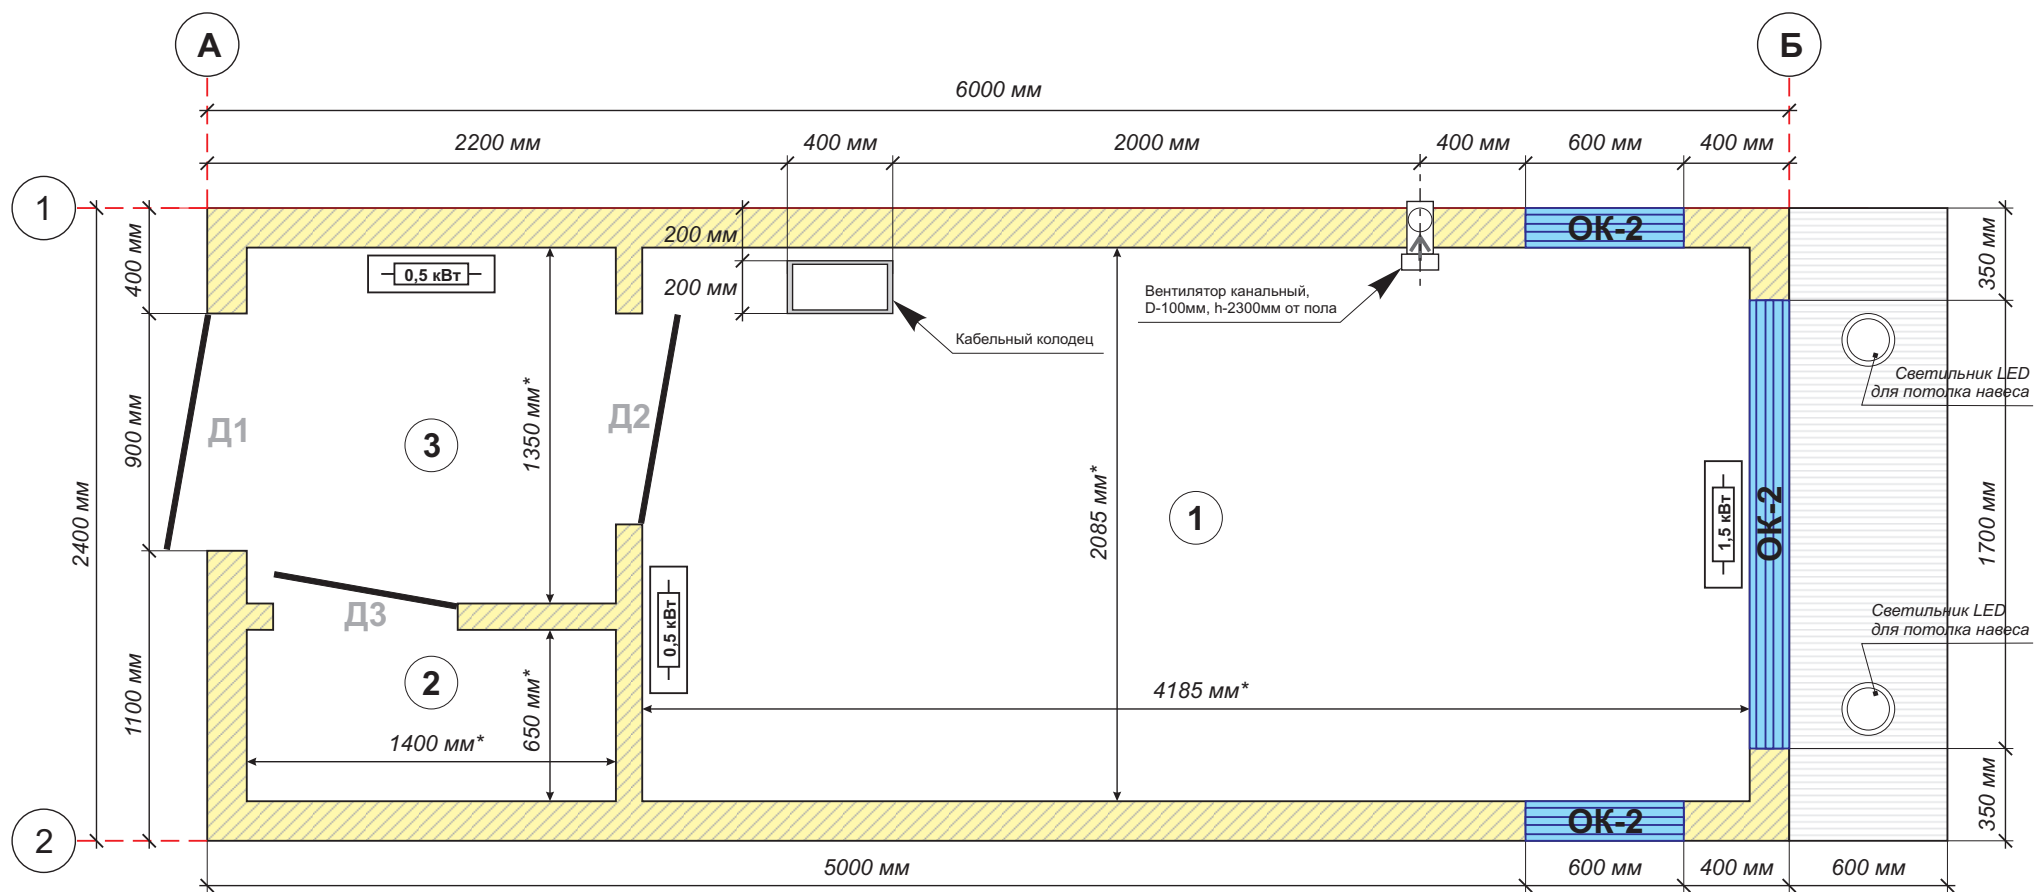 А
Б
6000 мм
2200 мм
400 мм
2000 мм
400 мм
600 мм
400 мм
1
2
400 мм
900 мм
1100 мм
2400 мм
200 мм
200 мм
0,5 кВт
ОК-2
350 мм
Вентилятор канальный,
D-100мм, h-2300мм от пола
Кабельный колодец
Светильник LED
для потолка навеса
Д1
Д2
3
1350 мм*
2085 мм*
1
1,5 кВт
ОК-2
1700 мм
Д3
0,5 кВт
Светильник LED
для потолка навеса
2
650 мм*
1400 мм*
4185 мм*
ОК-2
350 мм
5000 мм
600 мм
400 мм
600 мм